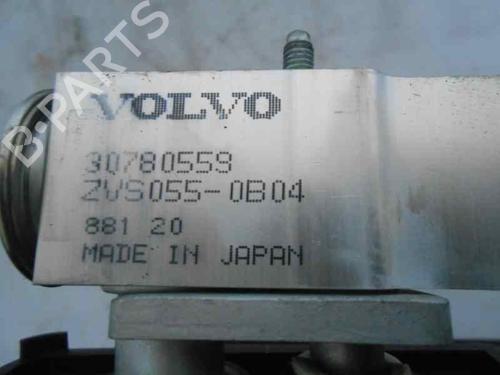 VOLVO
30780559
ZVS055-0B04
881 20
MADE IN JAPAN
B-PARTS